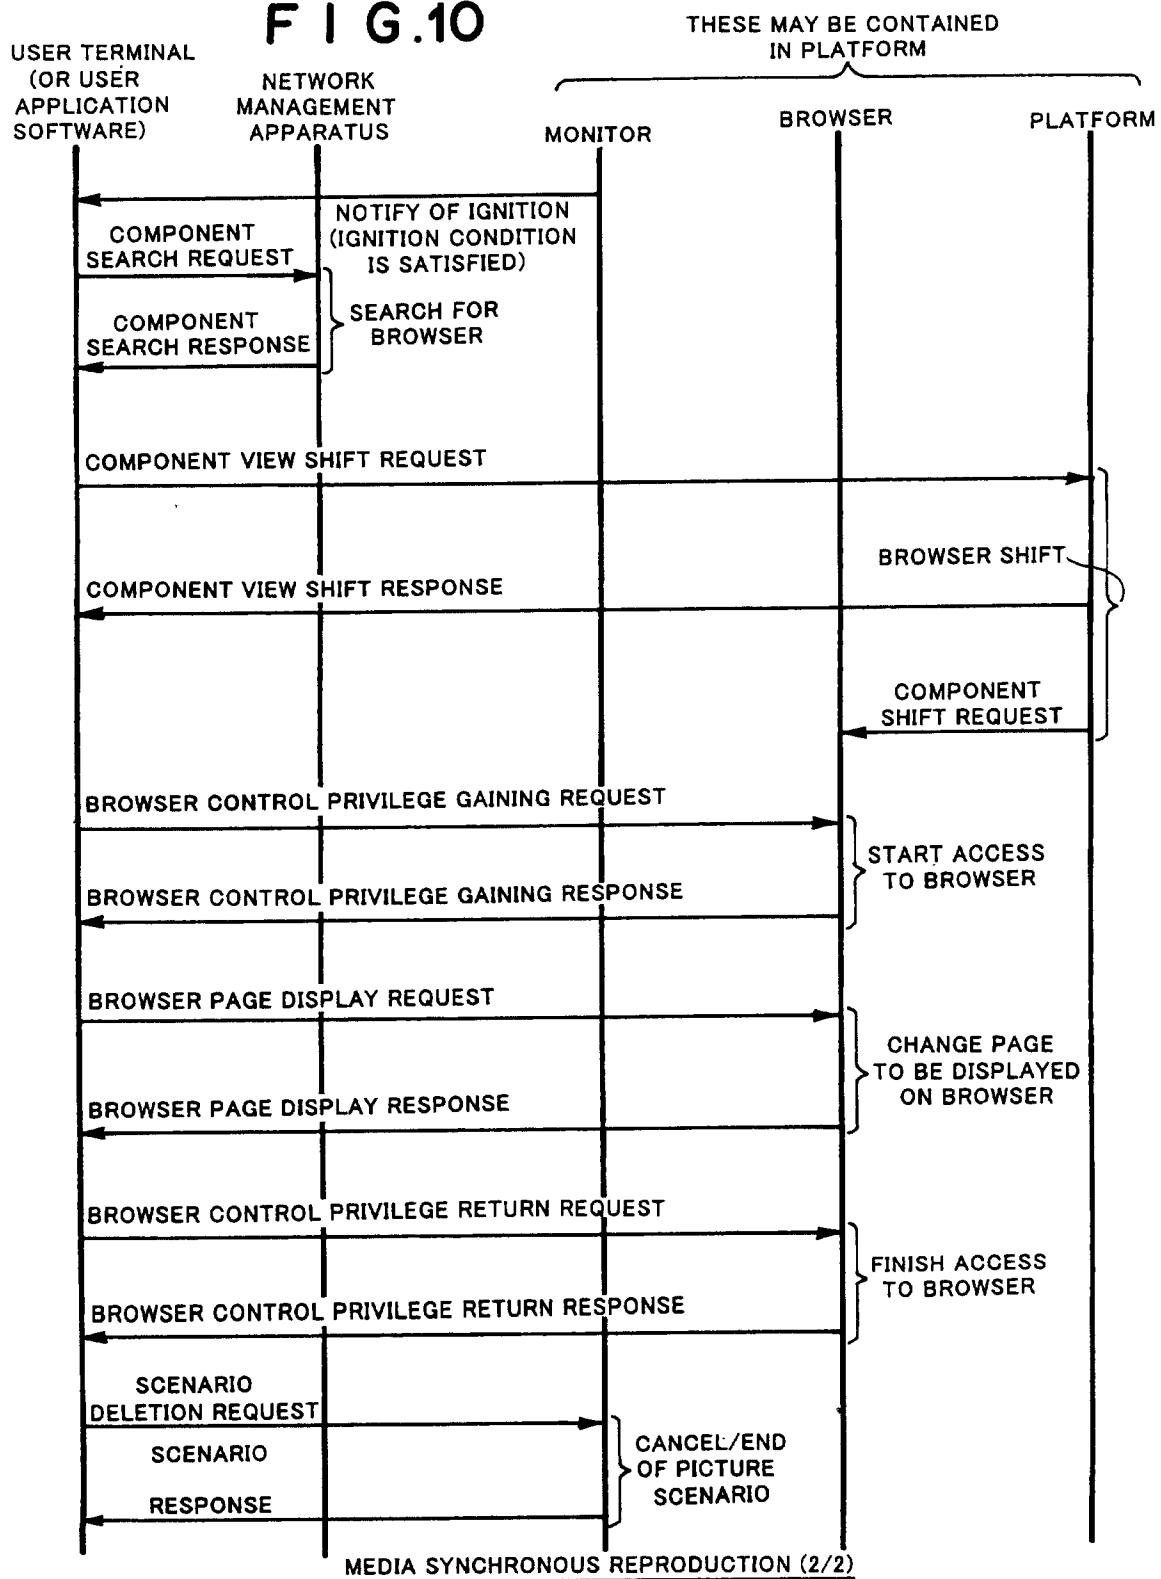 FIG.10
THESE MAY BE CONTAINED
IN PLATFORM
USER TERMINAL
(OR USER
APPLICATION
SOFTWARE)
NETWORK
MANAGEMENT
APPARATUS
MONITOR
BROWSER
PLATFORM
NOTIFY OF IGNITION
(IGNITION CONDITION
IS SATISFIED)
COMPONENT
SEARCH REQUEST
SEARCH FOR
BROWSER
COMPONENT
SEARCH RESPONSE
COMPONENT VIEW SHIFT REQUEST
BROWSER SHIFT
COMPONENT VIEW SHIFT RESPONSE
COMPONENT
SHIFT REQUEST
BROWSER CONTROL PRIVILEGE GAINING REQUEST
START ACCESS
TO BROWSER
BROWSER CONTROL PRIVILEGE GAINING RESPONSE
BROWSER PAGE DISPLAY REQUEST
CHANGE PAGE
TO BE DISPLAYED
ON BROWSER
BROWSER PAGE DISPLAY RESPONSE
BROWSER CONTROL PRIVILEGE RETURN REQUEST
FINISH ACCESS
TO BROWSER
BROWSER CONTROL PRIVILEGE RETURN RESPONSE
SCENARIO
DELETION REQUEST
CANCEL/END
OF PICTURE
SCENARIO
SCENARIO
RESPONSE
MEDIA SYNCHRONOUS REPRODUCTION (2/2)